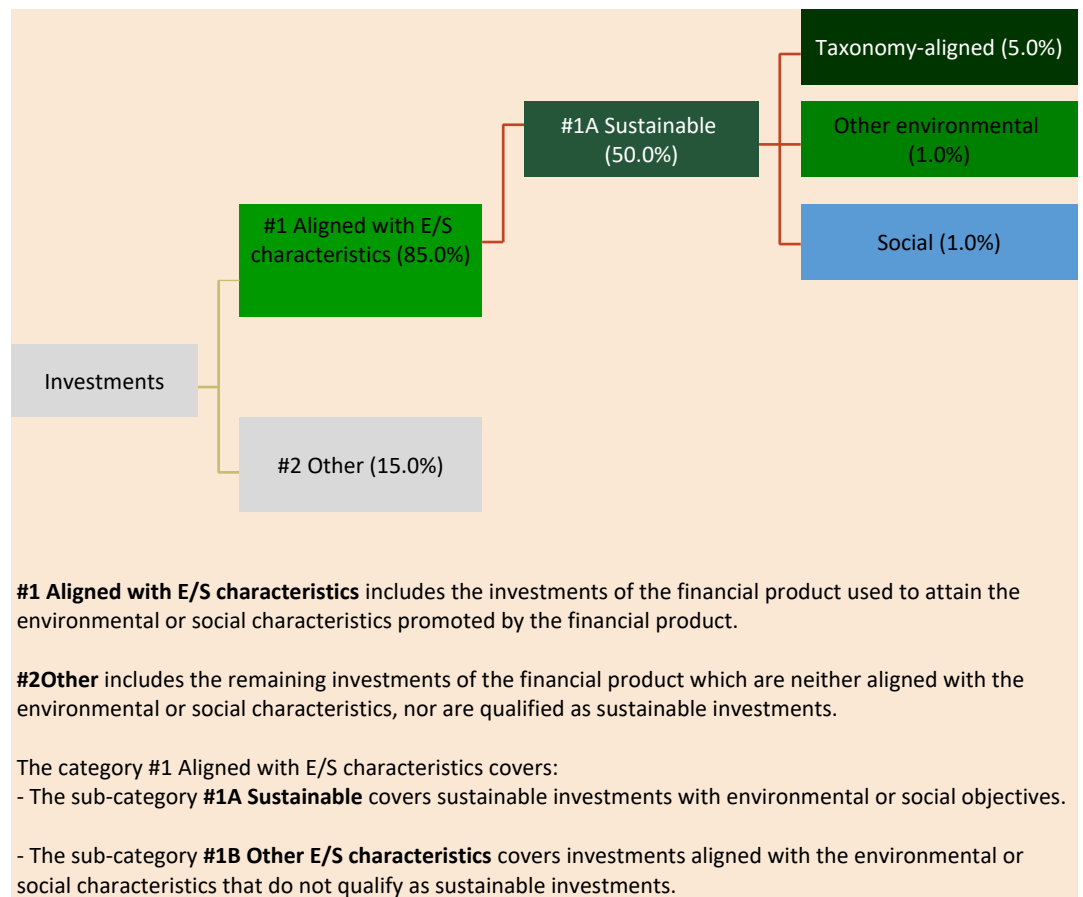 Taxonomy-aligned (5.0%)
#1A Sustainable
(50.0%)
Other environmental
(1.0%)
#1 Aligned with E/S
characteristics (85.0%)
Social (1.0%)
Investments
#2 Other (15.0%)
#1 Aligned with E/S characteristics includes the investments of the financial product used to attain the
environmental or social characteristics promoted by the financial product.
#2Other includes the remaining investments of the financial product which are neither aligned with the
environmental or social characteristics, nor are qualified as sustainable investments.
The category #1 Aligned with E/S characteristics covers:
- The sub-category #1A Sustainable covers sustainable investments with environmental or social objectives.
- The sub-category #1B Other E/S characteristics covers investments aligned with the environmental or
social characteristics that do not qualify as sustainable investments.